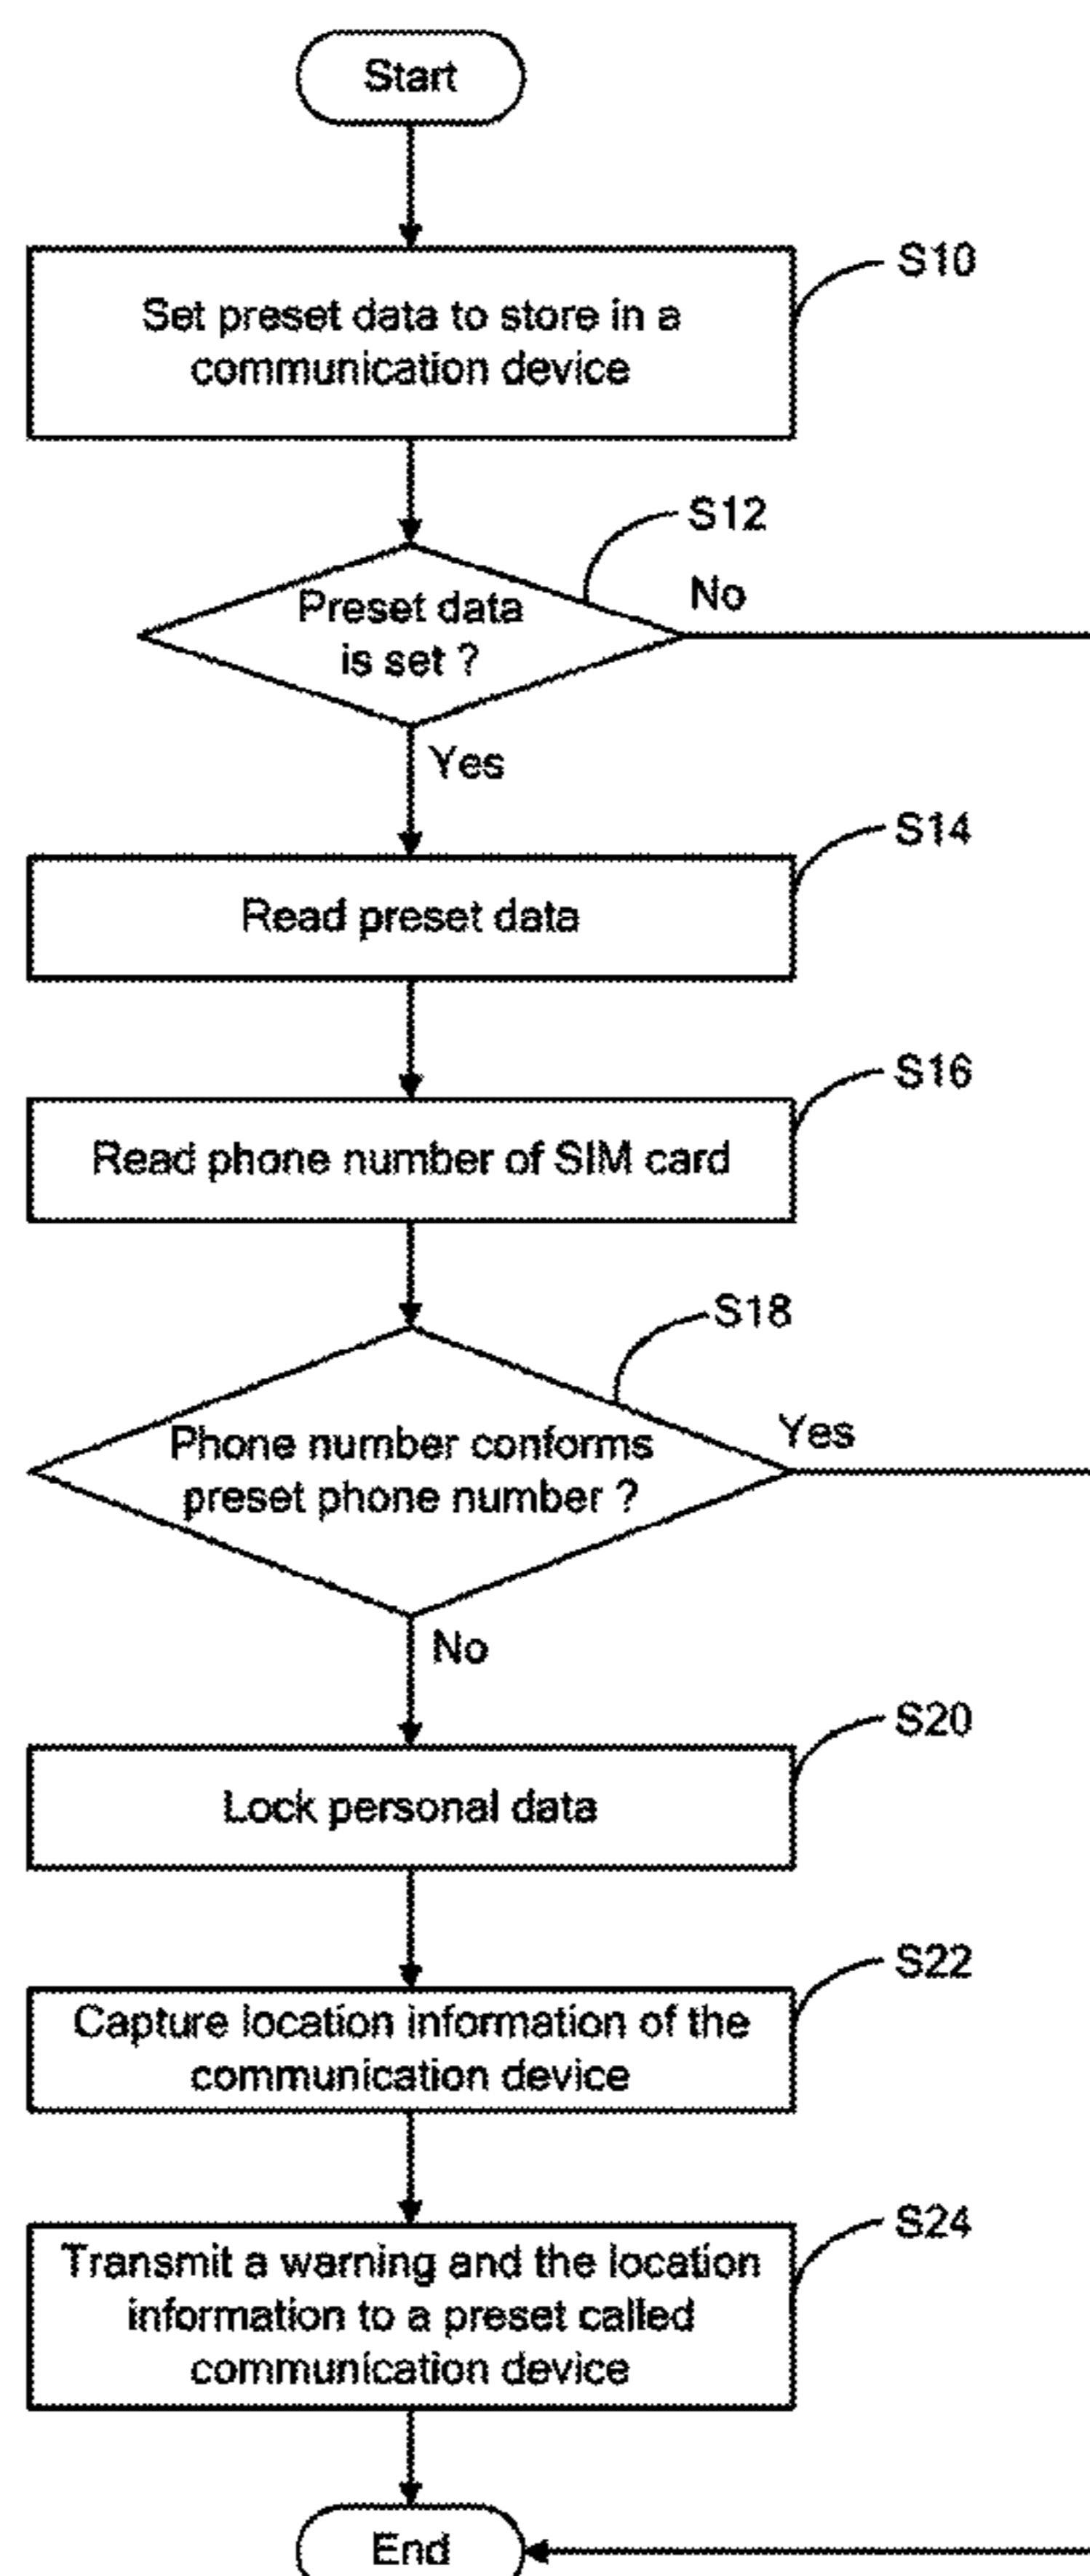 Start
S10
Set preset data to store in a
communication device
S12
No
Preset data
is set ?
Yes
S14
Read preset data
S16
Read phone number of SIM card
S18
Yes
Phone number conforms
preset phone number ?
No
S20
Lock personal data
S22
Capture location information of the
communication device
S24
Transmit a warning and the location
information to a preset called
communication device
End